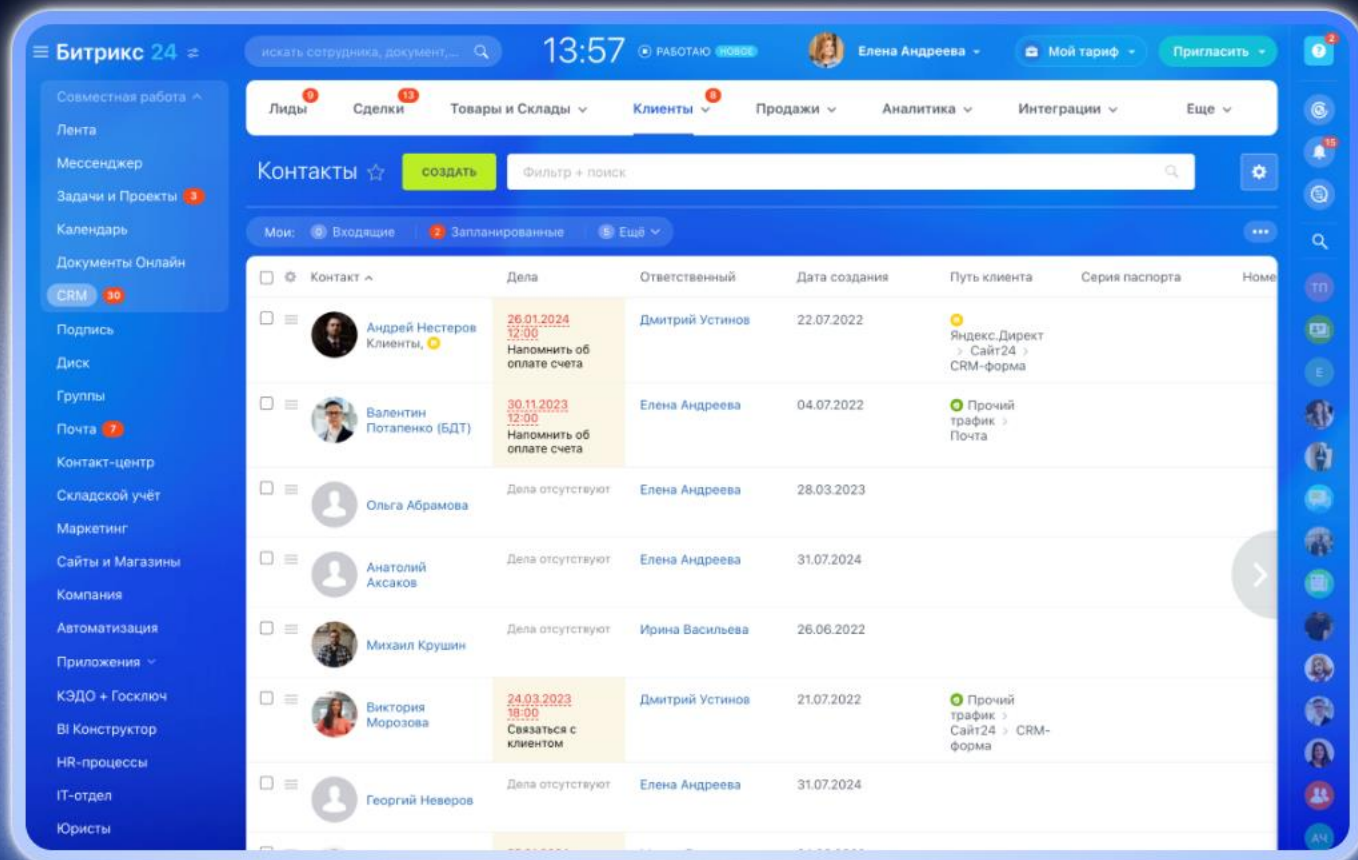 Битрикс 24
искать сотрудника, документ,...
13:57
РАБОТАЮ НОВОЕ
Елена Андреева
Мой тариф
Пригласить
2
Совместная работа
Лента
Мессенджер
Задачи и Проекты 3
Календарь
Документы Онлайн
CRM 30
Подпись
Диск
Группы
Почта 7
Контакт-центр
Складской учёт
Маркетинг
Сайты и Магазины
Компания
Автоматизация
Приложения
КЭДО + Госключ
BI Конструктор
HR-процессы
IT-отдел
Юристы
Лиды 9
Сделки 13
Товары и Склады
Клиенты 8
Продажи
Аналитика
Интеграции
Еще
Контакты
СОЗДАТЬ
Фильтр + поиск
Мои: 0 Входящие 2 Запланированные 5 Ещё
Контакт Дела Ответственный Дата создания Путь клиента Серия паспорта Номе
Андрей Нестеров
Клиенты,
26.01.2024
12:00
Напомнить об
оплате счета
Дмитрий Устинов
22.07.2022
Яндекс.Директ
> Сайт24 >
CRM-форма
Валентин
Потапенко (БДТ)
30.11.2023
12:00
Напомнить об
оплате счета
Елена Андреева
04.07.2022
Прочий
трафик >
Почта
Ольга Абрамова
Дела отсутствуют
Елена Андреева
28.03.2023
Анатолий
Аксаков
Дела отсутствуют
Елена Андреева
31.07.2024
Михаил Крушин
Дела отсутствуют
Ирина Васильева
26.06.2022
Виктория
Морозова
24.03.2023
18:00
Связаться с
клиентом
Дмитрий Устинов
21.07.2022
Прочий
трафик >
Сайт24 > CRM-
форма
Георгий Неверов
Дела отсутствуют
Елена Андреева
31.07.2024
15
ТП
Е
АЧ